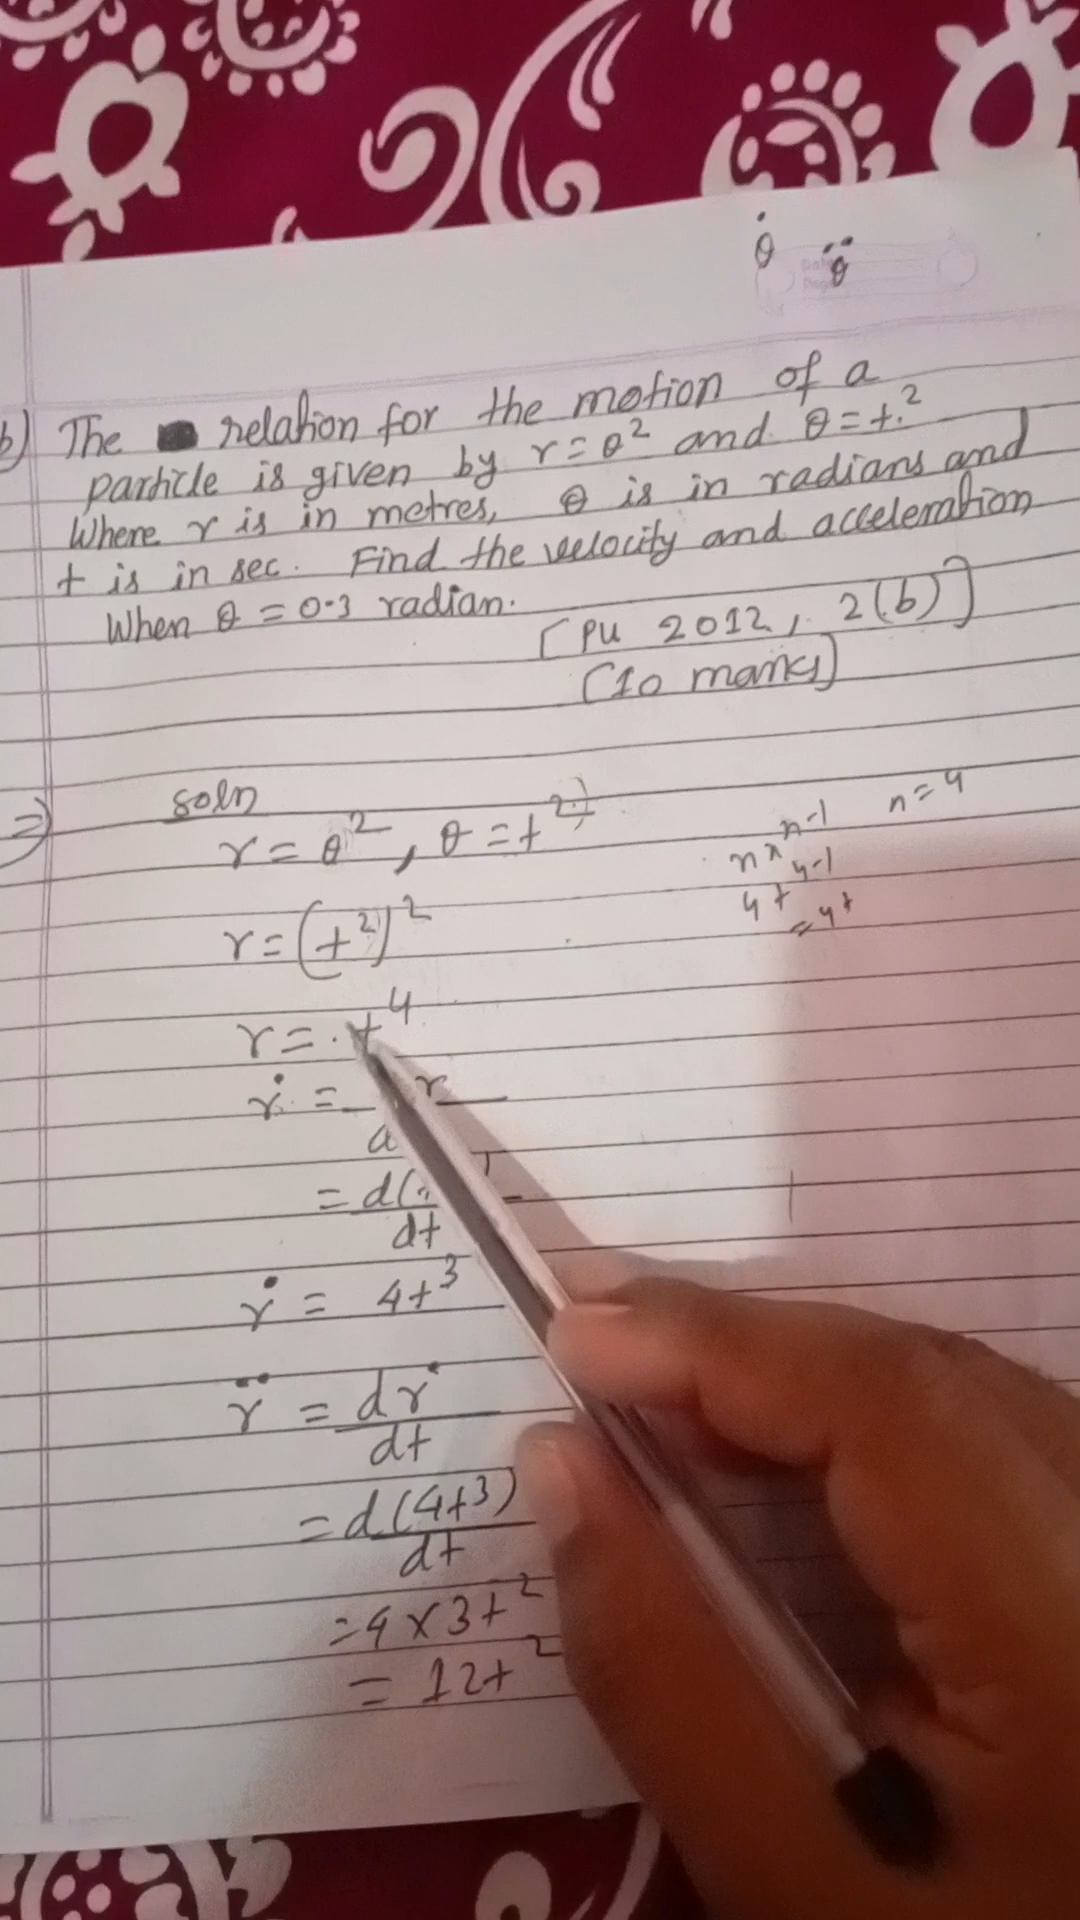 θ̇ θ̈
b) The relation for the motion of a
particle is given by r=θ² and θ=t.²
Where r is in metres, θ is in radians and
t is in sec. Find the velocity and acceleration
When θ = 0.3 radian.
[PU 2012, 2(b)]
(10 marks)
=) soln
r = θ², θ = t²
n=4
r = (t²)²
r = t⁴
ṙ =
dt
ṙ = 4t³
r̈ = dṙ
dt
= d(4t³)
dt
= 4 × 3t²
= 12t²